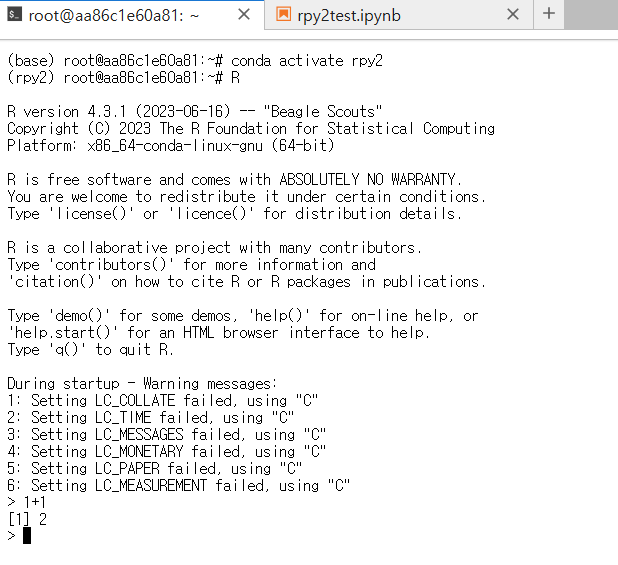 root@aa86c1e60a81: ~
rpy2test.ipynb
(base) root@aa86c1e60a81:~# conda activate rpy2
(rpy2) root@aa86c1e60a81:~# R
R version 4.3.1 (2023-06-16) -- "Beagle Scouts"
Copyright (C) 2023 The R Foundation for Statistical Computing
Platform: x86_64-conda-linux-gnu (64-bit)
R is free software and comes with ABSOLUTELY NO WARRANTY.
You are welcome to redistribute it under certain conditions.
Type 'license()' or 'licence()' for distribution details.
R is a collaborative project with many contributors.
Type 'contributors()' for more information and
'citation()' on how to cite R or R packages in publications.
Type 'demo()' for some demos, 'help()' for on-line help, or
'help.start()' for an HTML browser interface to help.
Type 'q()' to quit R.
During startup - Warning messages:
1: Setting LC_COLLATE failed, using "C"
2: Setting LC_TIME failed, using "C"
3: Setting LC_MESSAGES failed, using "C"
4: Setting LC_MONETARY failed, using "C"
5: Setting LC_PAPER failed, using "C"
6: Setting LC_MEASUREMENT failed, using "C"
> 1+1
[1] 2
>